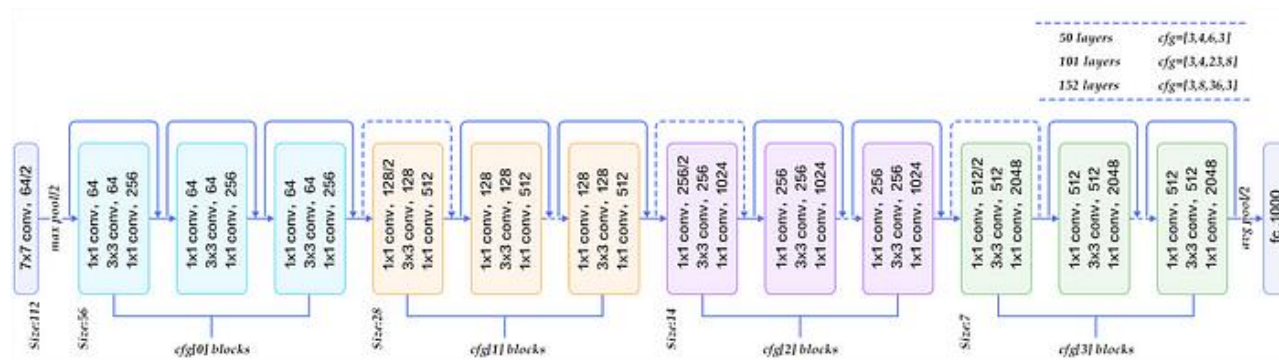 50 layers cfg=[3,4,6,3]
101 layers cfg=[3,4,23,8]
152 layers cfg=[3,8,36,3]
7x7 conv, 64/2
max pool/2
1x1 conv, 64
3x3 conv, 64
1x1 conv, 256
1x1 conv, 64
3x3 conv, 64
1x1 conv, 256
1x1 conv, 64
3x3 conv, 64
1x1 conv, 256
1x1 conv, 128/2
3x3 conv, 128
1x1 conv, 512
1x1 conv, 128
3x3 conv, 128
1x1 conv, 512
1x1 conv, 128
3x3 conv, 128
1x1 conv, 512
1x1 conv, 256/2
3x3 conv, 256
1x1 conv, 1024
1x1 conv, 256
3x3 conv, 256
1x1 conv, 1024
1x1 conv, 256
3x3 conv, 256
1x1 conv, 1024
1x1 conv, 512/2
3x3 conv, 512
1x1 conv, 2048
1x1 conv, 512
3x3 conv, 512
1x1 conv, 2048
1x1 conv, 512
3x3 conv, 512
1x1 conv, 2048
avg pool/2
fc, 1000
Size:112
Size:56
Size:28
Size:14
Size:7
cfg[0] blocks
cfg[1] blocks
cfg[2] blocks
cfg[3] blocks